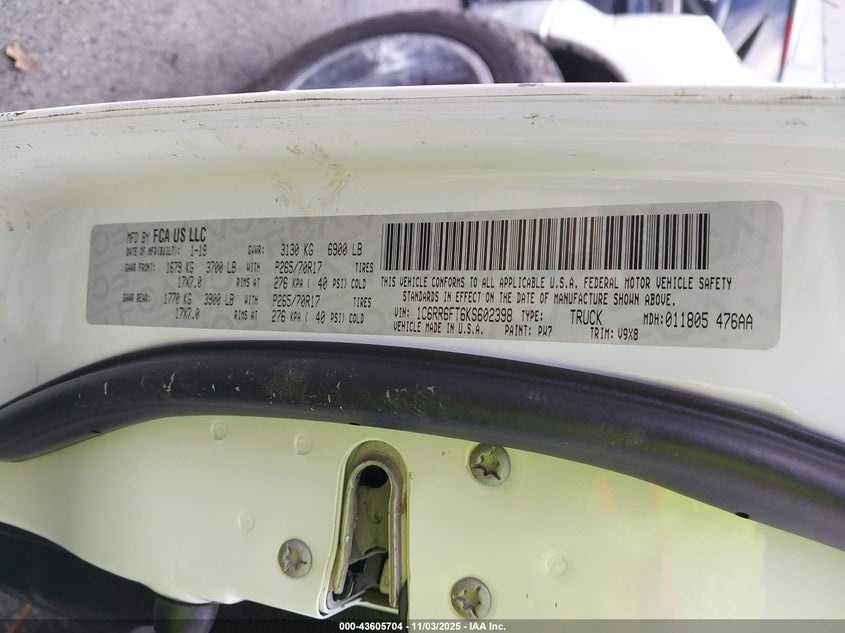 MFD BY FCA US LLC
DATE OF MFR(BUILT): 1-19 GVWR: 3130 KG 6900 LB
GAWR FRONT: 1679 KG 3700 LB WITH P265/70R17 TIRES
17X7.0 RIMS AT 276 KPA ( 40 PSI) COLD
GAWR REAR: 1770 KG 3900 LB WITH P265/70R17 TIRES
17X7.0 RIMS AT 276 KPA ( 40 PSI) COLD
THIS VEHICLE CONFORMS TO ALL APPLICABLE U.S.A. FEDERAL MOTOR VEHICLE SAFETY
STANDARDS IN EFFECT ON THE DATE OF MANUFACTURE SHOWN ABOVE.
VIN: 1C6RR6FT6KS602398 TYPE: TRUCK MDH: 011805 476AA
VEHICLE MADE IN U.S.A. PAINT: PW7 TRIM: V9X8
000-43605704 -- 11/03/2025 -- IAA Inc.